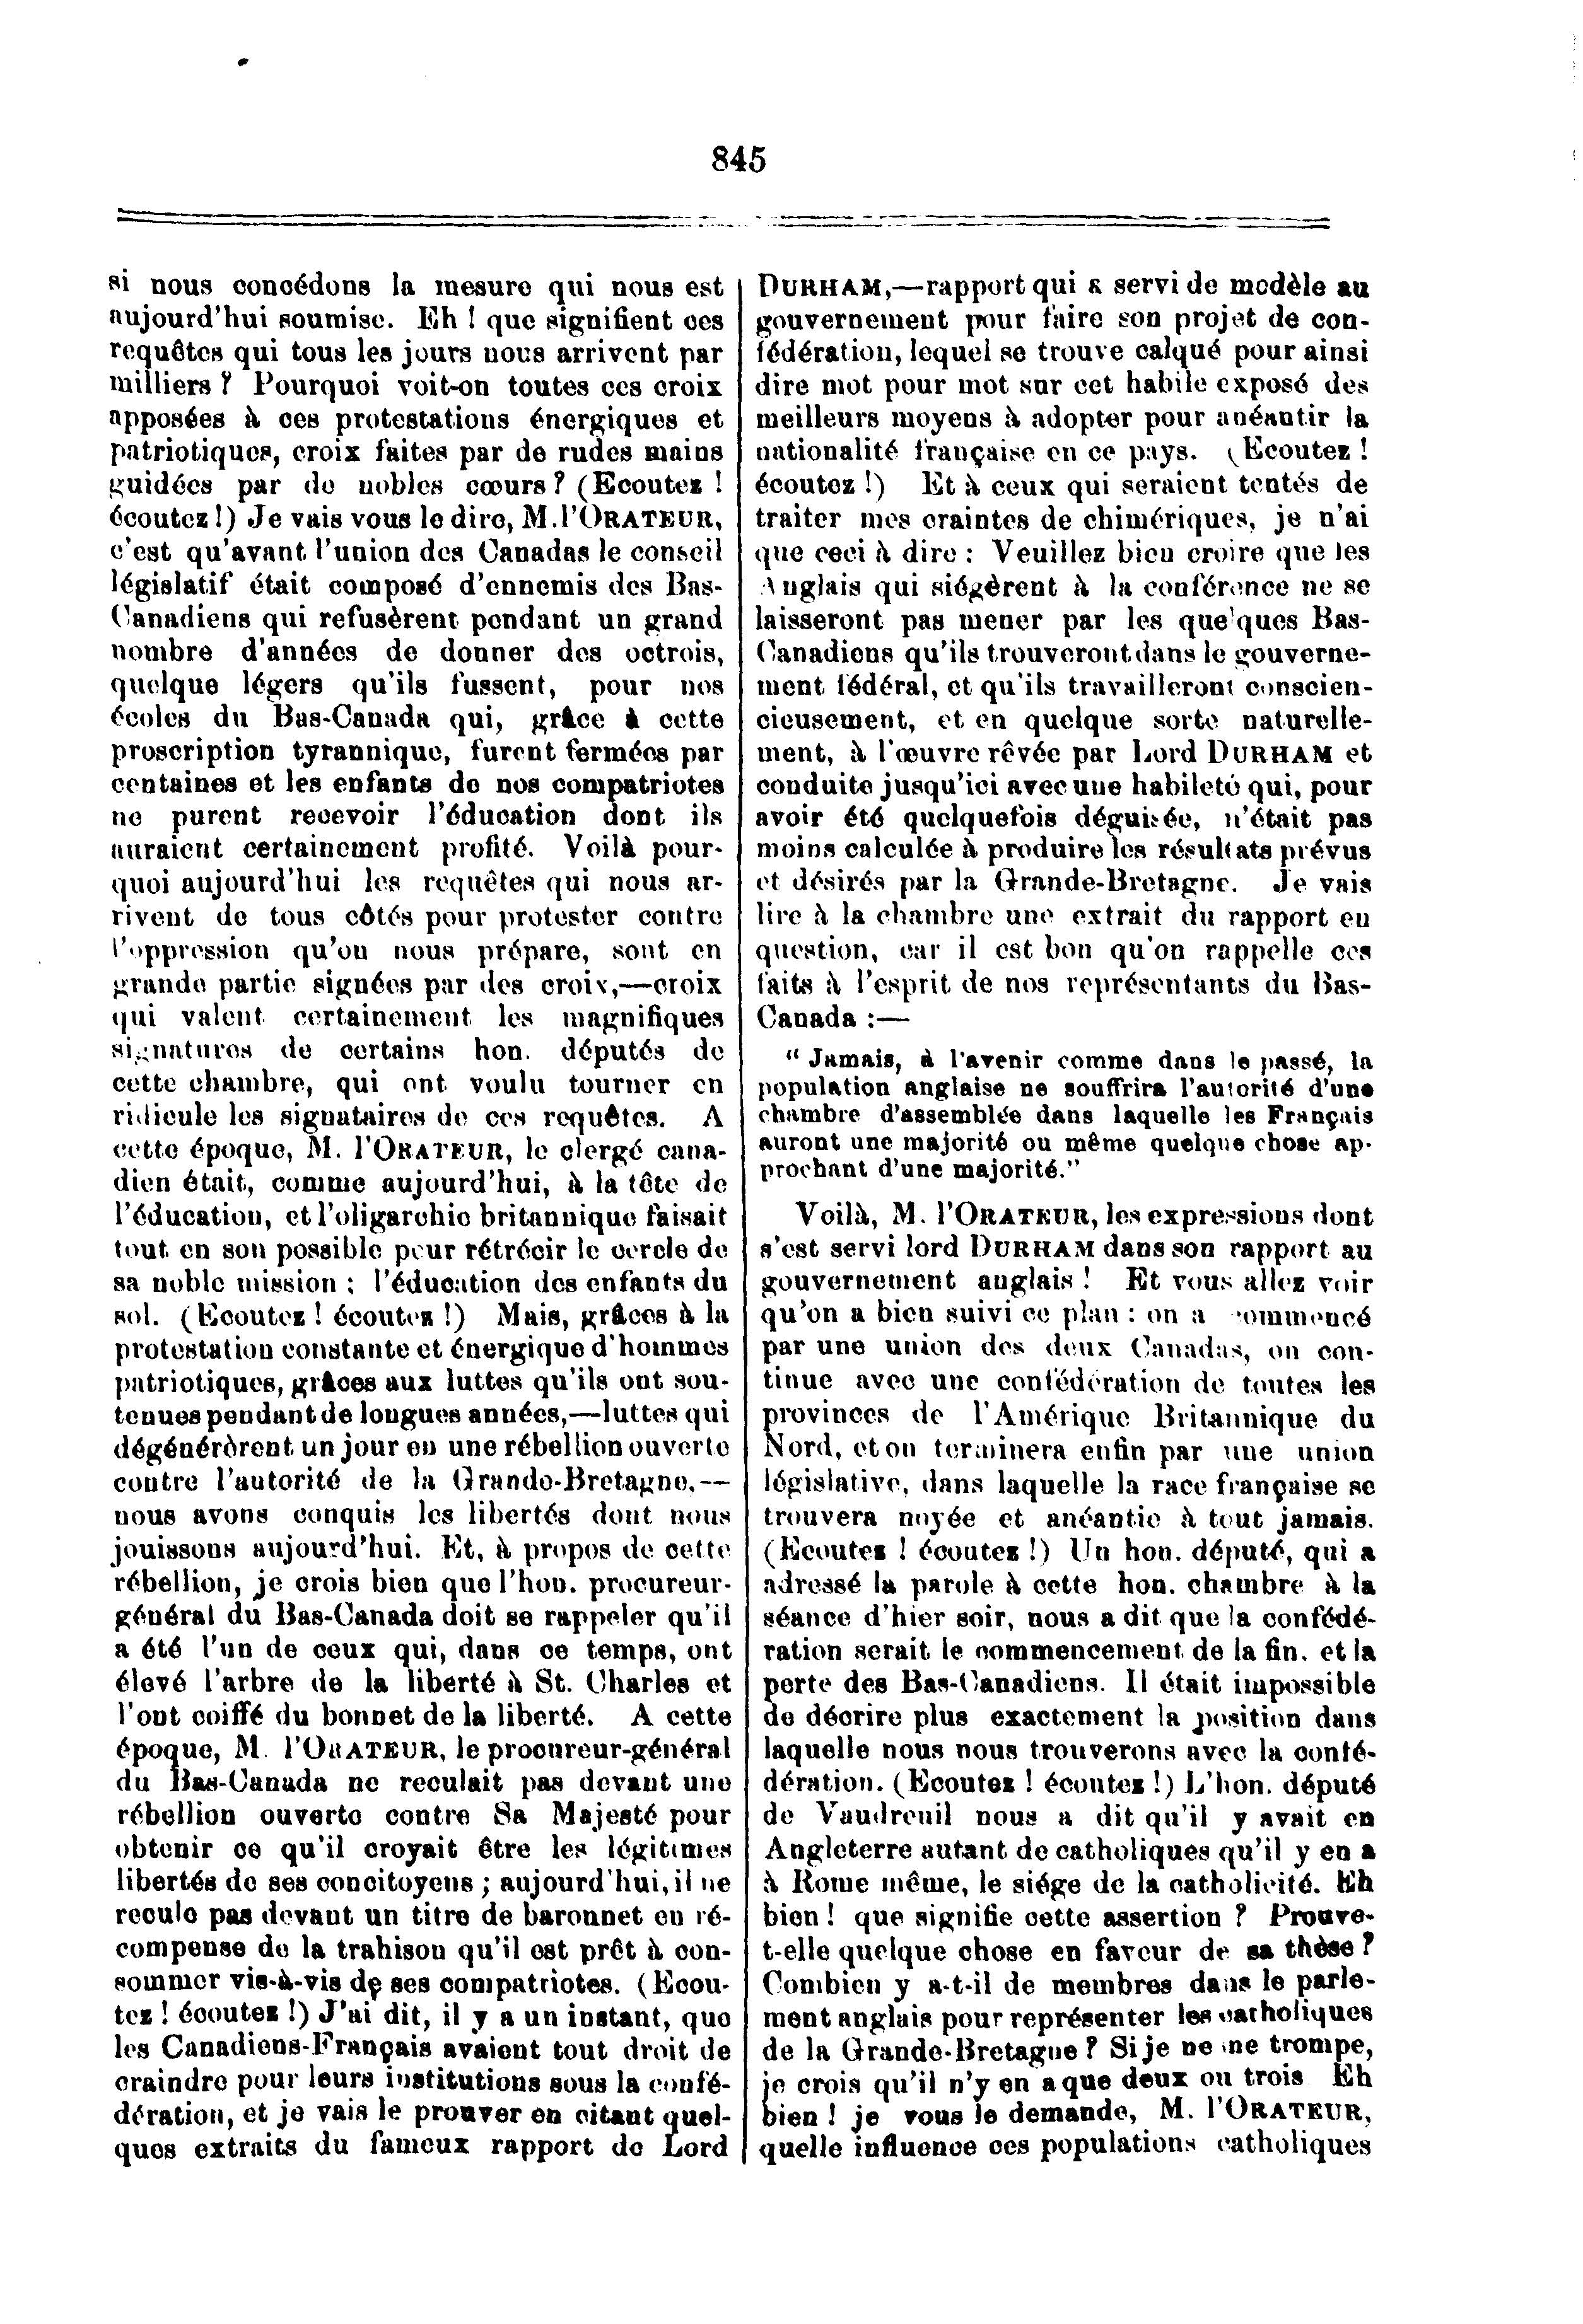 845
si nous concédons la mesure qui nous est
aujourd'hui soumise. Eh ! que signifient ces
requêtes qui tous les jours nous arrivent par
milliers ? Pourquoi voit-on toutes ces croix
apposées à ces protestations énergiques et
patriotiques, croix faites par de rudes mains
guidées par de nobles cœurs ? (Ecoutez !
écoutez !) Je vais vous le dire, M. l'ORATEUR,
c'est qu'avant l'union des Canadas le conseil
législatif était composé d'ennemis des Bas-
Canadiens qui refusèrent pendant un grand
nombre d'années de donner des octrois,
quelque légers qu'ils fussent, pour nos
écoles du Bas-Canada qui, grâce à cette
proscription tyrannique, furent fermées par
centaines et les enfants de nos compatriotes
ne purent recevoir l'éducation dont ils
auraient certainement profité. Voilà pour-
quoi aujourd'hui les requêtes qui nous ar-
rivent de tous côtés pour protester contre
l'oppression qu'on nous prépare, sont en
grande partie signées par des croix,—croix
qui valent certainement les magnifiques
signatures de certains hon. députés de
cette chambre, qui ont voulu tourner en
ridicule les signataires de ces requêtes. A
cette époque, M. l'ORATEUR, le clergé cana-
dien était, comme aujourd'hui, à la tête de
l'éducation, et l'oligarchie britannique faisait
tout en son possible pour rétrécir le cercle de
sa noble mission ; l'éducation des enfants du
sol. (Ecoutez ! écoutez !) Mais, grâces à la
protestation constante et énergique d'hommes
patriotiques, grâces aux luttes qu'ils ont sou-
tenues pendant de longues années,—luttes qui
dégénérèrent un jour en une rébellion ouverte
contre l'autorité de la Grande-Bretagne,—
nous avons conquis les libertés dont nous
jouissons aujourd'hui. Et, à propos de cette
rébellion, je crois bien que l'hon. procureur-
général du Bas-Canada doit se rappeler qu'il
a été l'un de ceux qui, dans ce temps, ont
élevé l'arbre de la liberté à St. Charles et
l'ont coiffé du bonnet de la liberté. A cette
époque, M. l'ORATEUR, le procureur-général
du Bas-Canada ne reculait pas devant une
rébellion ouverte contre Sa Majesté pour
obtenir ce qu'il croyait être les légitimes
libertés de ses concitoyens ; aujourd'hui, il ne
recule pas devant un titre de baronnet en ré-
compense de la trahison qu'il est prêt à con-
sommer vis-à-vis de ses compatriotes. (Ecou-
tez ! écoutez !) J'ai dit, il y a un instant, que
les Canadiens-Français avaient tout droit de
craindre pour leurs institutions sous la confé-
dération, et je vais le prouver en citant quel-
ques extraits du fameux rapport de Lord
DURHAM,—rapport qui a servi de modèle au
gouvernement pour faire son projet de con-
fédération, lequel se trouve calqué pour ainsi
dire mot pour mot sur cet habile exposé des
meilleurs moyens à adopter pour anéantir la
nationalité française en ce pays. (Ecoutez !
écoutez !) Et à ceux qui seraient tentés de
traiter mes craintes de chimériques, je n'ai
que ceci à dire : Veuillez bien croire que les
Anglais qui siégèrent à la conférence ne se
laisseront pas mener par les quelques Bas-
Canadiens qu'ils trouveront dans le gouverne-
ment fédéral, et qu'ils travailleront conscien-
cieusement, et en quelque sorte naturelle-
ment, à l'œuvre rêvée par Lord DURHAM et
conduite jusqu'ici avec une habileté qui, pour
avoir été quelquefois déguisée, n'était pas
moins calculée à produire les résultats prévus
et désirés par la Grande-Bretagne. Je vais
lire à la chambre une extrait du rapport en
question, car il est bon qu'on rappelle ces
faits à l'esprit de nos représentants du Bas-
Canada :—
“ Jamais, à l'avenir comme dans le passé, la
population anglaise ne souffrira l'autorité d'une
chambre d'assemblée dans laquelle les Français
auront une majorité ou même quelque chose ap-
prochant d'une majorité.”
Voilà, M. l'ORATEUR, les expressions dont
s'est servi lord DURHAM dans son rapport au
gouvernement anglais ! Et vous allez voir
qu'on a bien suivi ce plan : on a commencé
par une union des deux Canadas, on con-
tinue avec une confédération de toutes les
provinces de l'Amérique Britannique du
Nord, et on terminera enfin par une union
législative, dans laquelle la race française se
trouvera noyée et anéantie à tout jamais.
(Ecoutez ! écoutez !) Un hon. député, qui a
adressé la parole à cette hon. chambre à la
séance d'hier soir, nous a dit que la confédé-
ration serait le commencement de la fin. et la
perte des Bas-Canadiens. Il était impossible
de décrire plus exactement la position dans
laquelle nous nous trouverons avec la confé-
dération. (Ecoutez ! écoutez !) L'hon. député
de Vaudreuil nous a dit qu'il y avait en
Angleterre autant de catholiques qu'il y en a
à Rome même, le siége de la catholicité. Eh
bien ! que signifie cette assertion ? Prouve-
t-elle quelque chose en faveur de sa thèse ?
Combien y a-t-il de membres dans le parle-
ment anglais pour représenter les catholiques
de la Grande-Bretagne ? Si je ne me trompe,
je crois qu'il n'y en a que deux ou trois Eh
bien ! je vous le demande, M. l'ORATEUR,
quelle influence ces populations catholiques